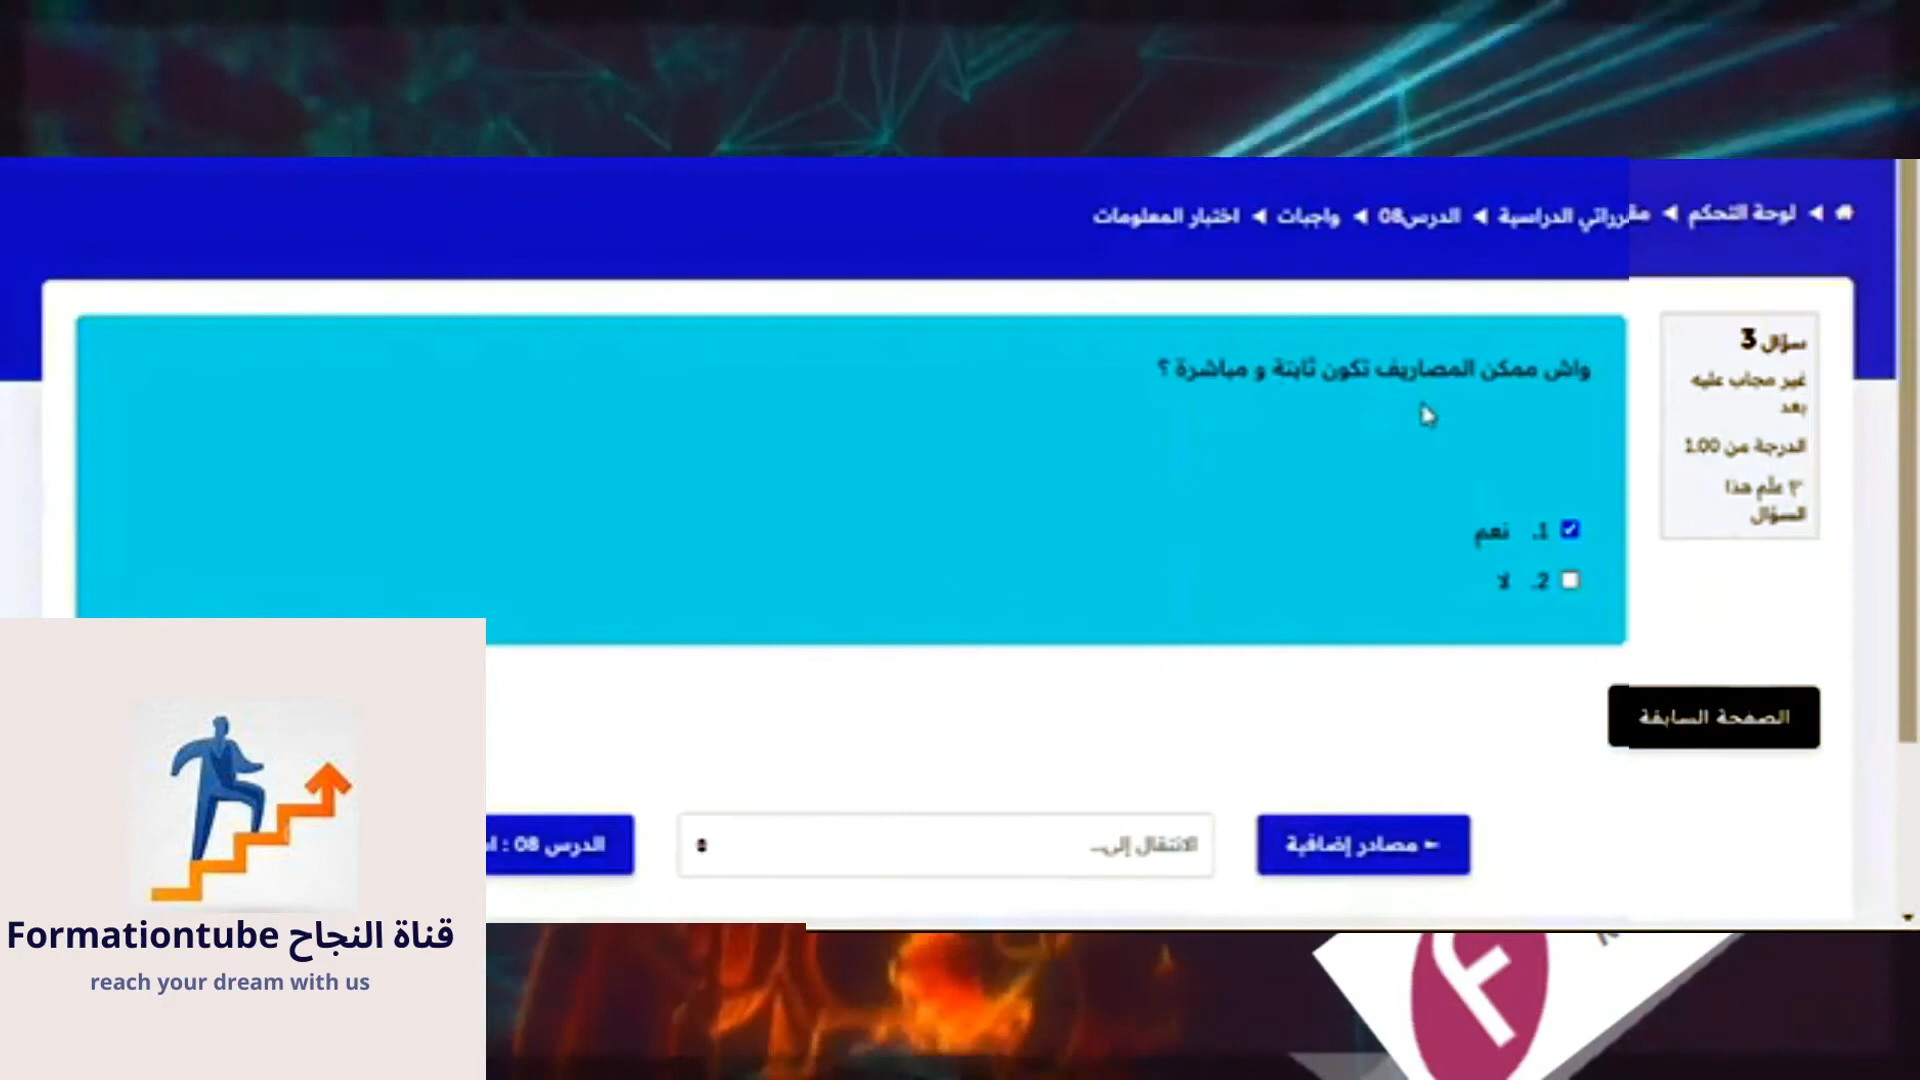 لوحة التحكم ◄ مقرراتي الدراسية ◄ الدرس08 ◄ واجبات ◄ اختبار المعلومات
سؤال 3
غير مجاب عليه
بعد
الدرجة من 1.00
علّم هذا
السؤال
واش ممكن المصاريف تكون ثابتة و مباشرة ؟
1. نعم
2. لا
الصفحة السابقة
مصادر إضافية
الانتقال إلى...
الدرس 08 :
Formationtube قناة النجاح
reach your dream with us